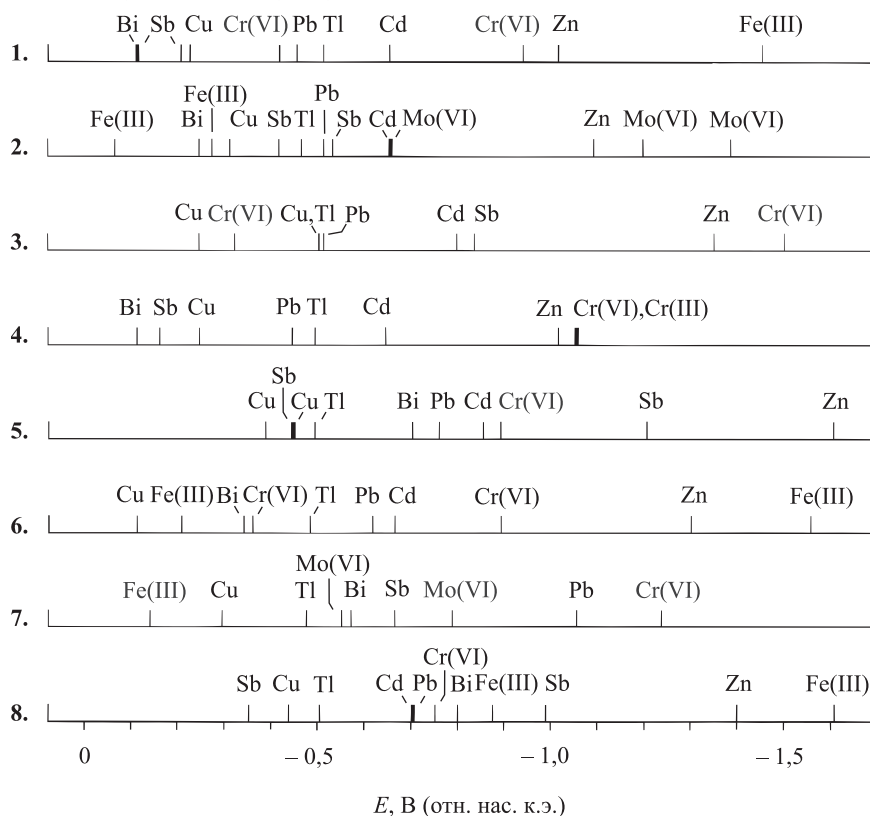 Bi Sb Cu Cr(VI) Pb Tl Cd Cr(VI) Zn Fe(III)
1.
Fe(III) Pb
Fe(III) Bi Cu Sb Tl Sb Cd Mo(VI) Zn Mo(VI) Mo(VI)
2.
Cu Cr(VI) Cu,Tl Pb Cd Sb Zn Cr(VI)
3.
Bi Sb Cu Pb Tl Cd Zn Cr(VI),Cr(III)
4.
Sb
Cu Cu Tl Bi Pb Cd Cr(VI) Sb Zn
5.
Cu Fe(III) Bi Cr(VI) Tl Pb Cd Cr(VI) Zn Fe(III)
6.
Mo(VI)
Fe(III) Cu Tl Bi Sb Mo(VI) Pb Cr(VI)
7.
Cr(VI)
Sb Cu Tl Cd Pb Bi Fe(III) Sb Zn Fe(III)
8.
0 – 0,5 – 1,0 – 1,5
E, В (отн. нас. к.э.)